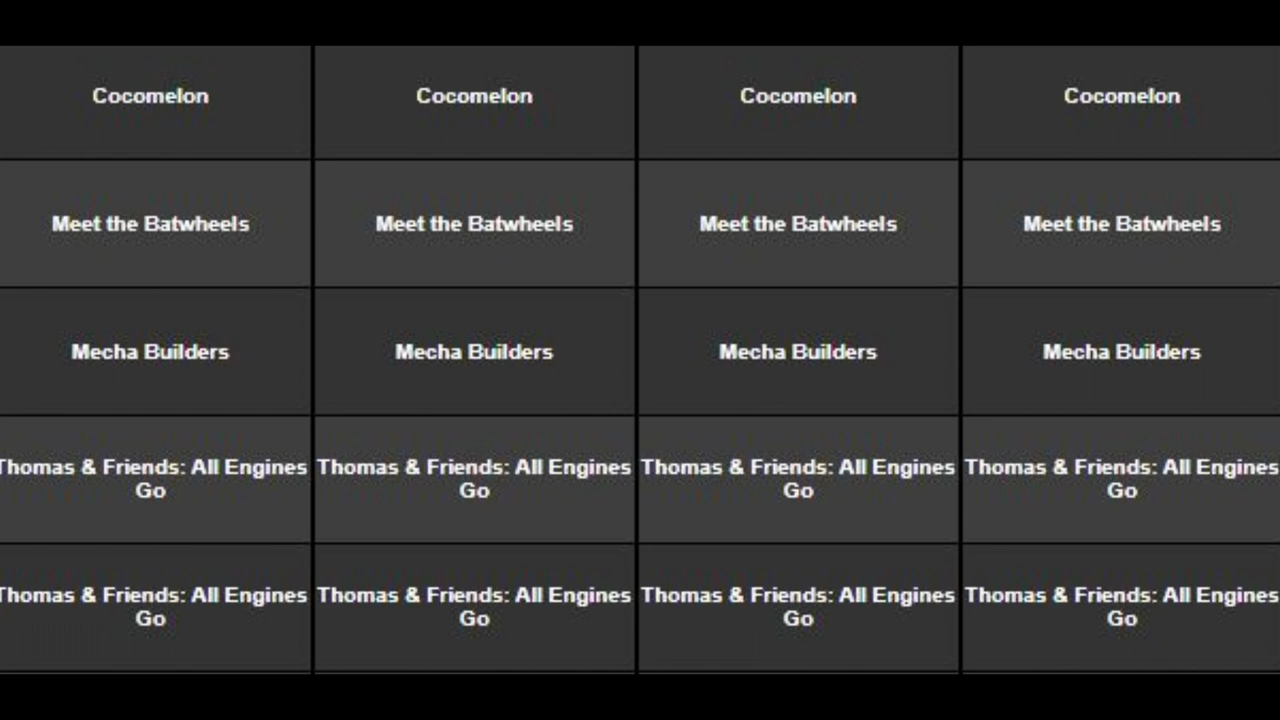 Cocomelon Cocomelon Cocomelon Cocomelon
Meet the Batwheels Meet the Batwheels Meet the Batwheels Meet the Batwheels
Mecha Builders Mecha Builders Mecha Builders Mecha Builders
Thomas & Friends: All Engines Thomas & Friends: All Engines Thomas & Friends: All Engines Thomas & Friends: All Engines
Go Go Go Go
Thomas & Friends: All Engines Thomas & Friends: All Engines Thomas & Friends: All Engines Thomas & Friends: All Engines
Go Go Go Go